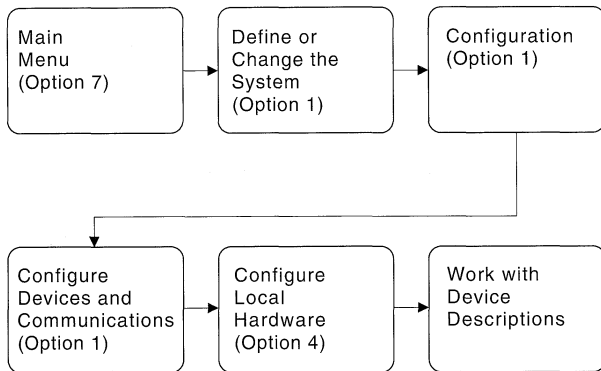 Main
Menu
(Option 7)
Define or
Change the
System
(Option 1)
Configuration
(Option 1)
Configure
Devices and
Communications
(Option 1)
Configure
Local
Hardware
(Option 4)
Work with
Device
Descriptions